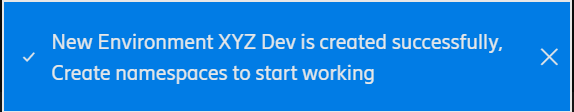 New Environment XYZ Dev is created successfully,
Create namespaces to start working